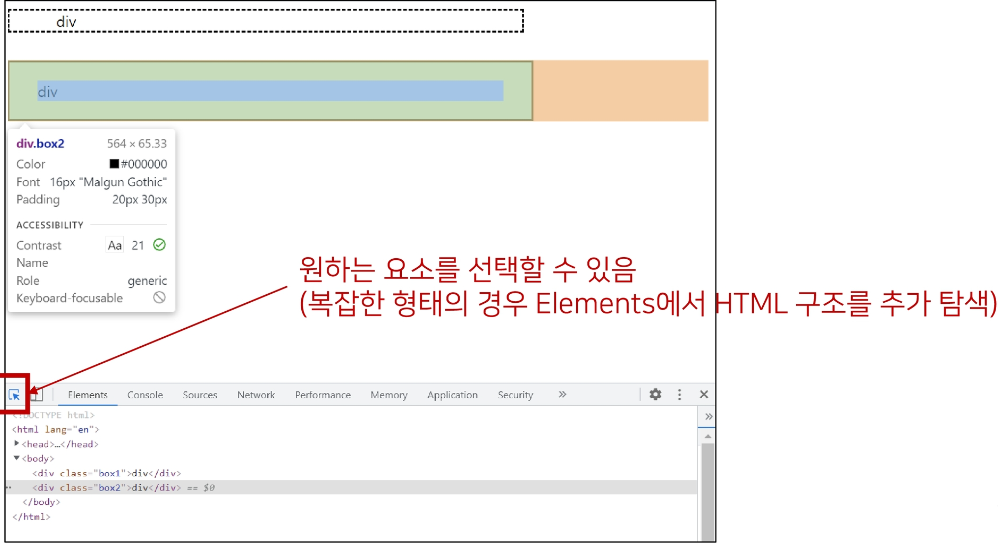 div
div
div.box2 564 × 65.33
Color #000000
Font 16px "Malgun Gothic"
Padding 20px 30px
ACCESSIBILITY
Contrast Aa 21
Name
Role generic
Keyboard-focusable
원하는 요소를 선택할 수 있음
(복잡한 형태의 경우 Elements에서 HTML 구조를 추가 탐색)
Elements Console Sources Network Performance Memory Application Security »
<!DOCTYPE html>
<html lang="en">
<head>…</head>
<body>
<div class="box1">div</div>
<div class="box2">div</div> == $0
</body>
</html>